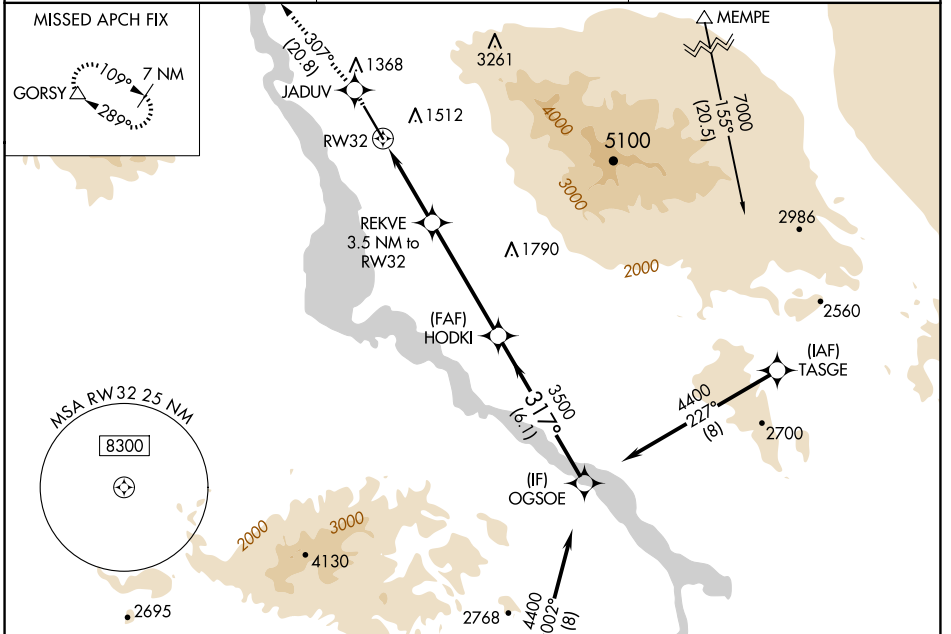 MISSED APCH FIX
109°
7 NM
GORSY
289°
307°
(20.8)
1368
JADUV
1512
RW32
REKVE
3.5 NM to
RW32
3261
4000
5100
3000
1790
2000
MEMPE
7000
155°
(20.5)
2986
2560
(FAF)
HODKI
3500
317°
(6.1)
(IAF)
TASGE
4400
227°
(8)
2700
(IF)
OGSOE
MSA RW32 25 NM
8300
2000
3000
4130
2695
2768
4400
002°
(8)